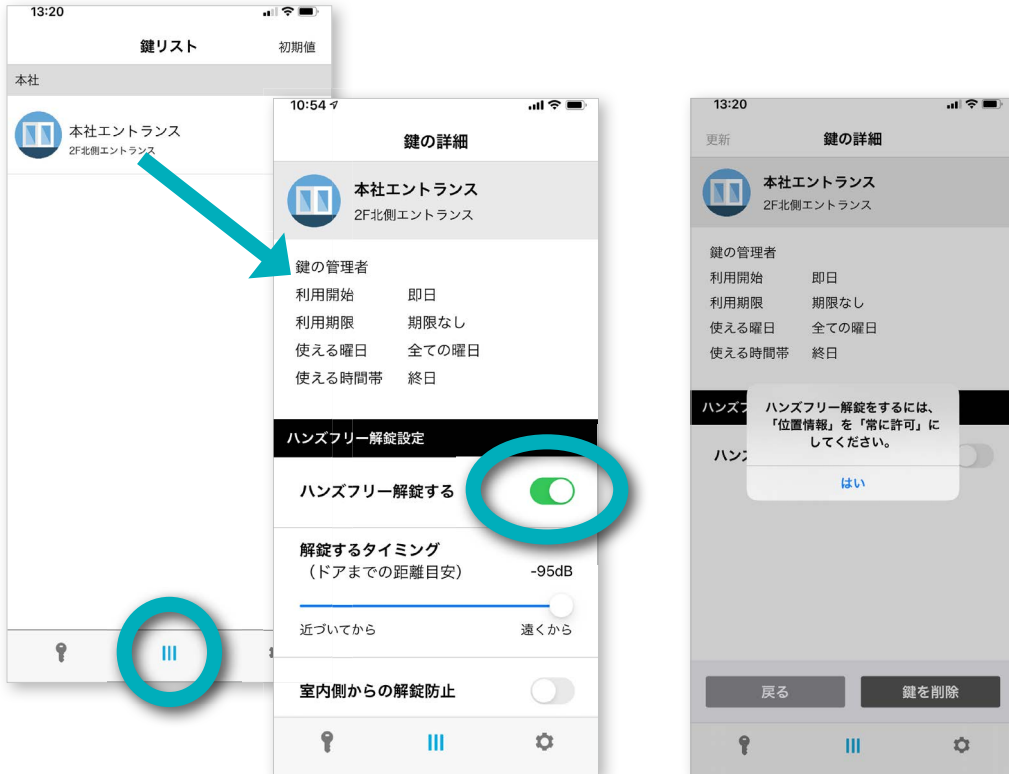 13:20
鍵リスト
初期値
本社
本社エントランス
2F北側エントランス
10:54
鍵の詳細
本社エントランス
2F北側エントランス
鍵の管理者
利用開始 即日
利用期限 期限なし
使える曜日 全ての曜日
使える時間帯 終日
ハンズフリー解錠設定
ハンズフリー解錠する
解錠するタイミング
（ドアまでの距離目安） -95dB
近づいてから 遠くから
室内側からの解錠防止
13:20
更新 鍵の詳細
本社エントランス
2F北側エントランス
鍵の管理者
利用開始 即日
利用期限 期限なし
使える曜日 全ての曜日
使える時間帯 終日
ハンズフ
ハンズ
ハンズフリー解錠をするには、
「位置情報」を「常に許可」に
してください。
はい
戻る 鍵を削除